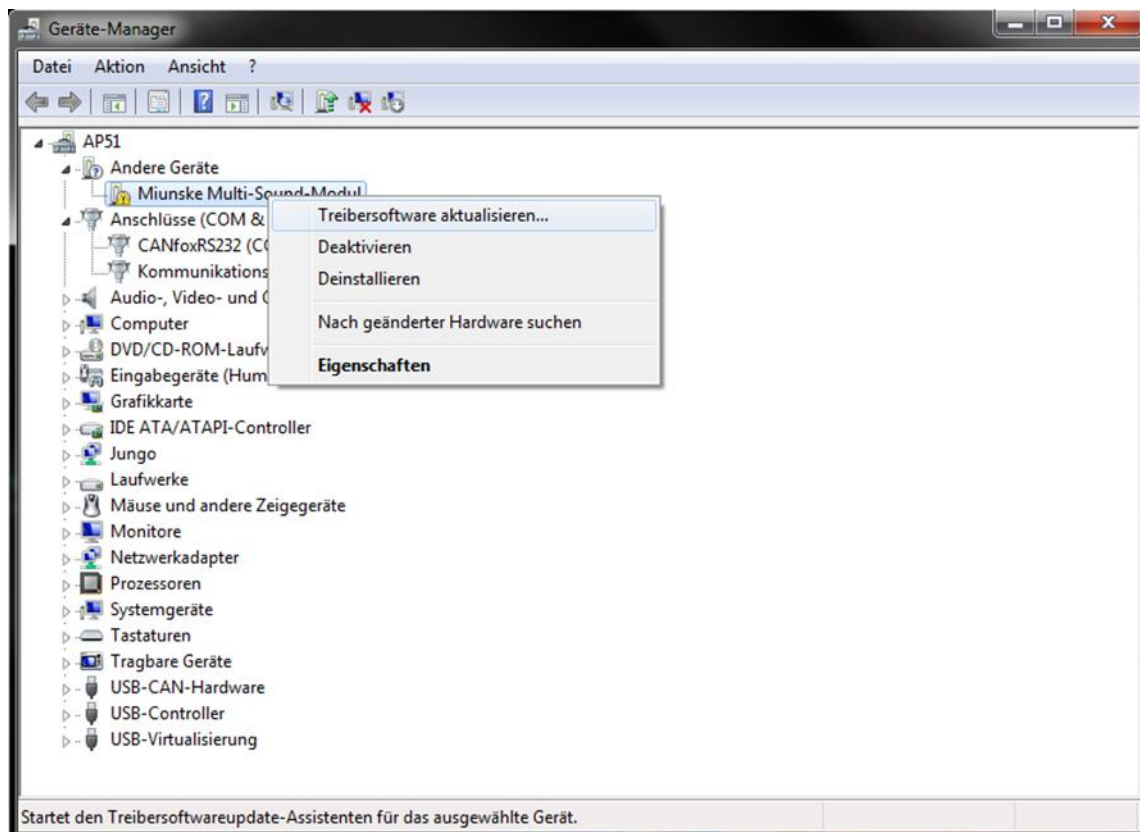 Geräte-Manager
Datei Aktion Ansicht ?
AP51
Andere Geräte
Miunske Multi-Sound-Modul
Anschlüsse (COM &
CANfoxRS232 (CO
Kommunikations
Audio-, Video- und
Computer
DVD/CD-ROM-Laufw
Eingabegeräte (Hum
Grafikkarte
IDE ATA/ATAPI-Controller
Jungo
Laufwerke
Mäuse und andere Zeigegeräte
Monitore
Netzwerkadapter
Prozessoren
Systemgeräte
Tastaturen
Tragbare Geräte
USB-CAN-Hardware
USB-Controller
USB-Virtualisierung
Treibersoftware aktualisieren...
Deaktivieren
Deinstallieren
Nach geänderter Hardware suchen
Eigenschaften
Startet den Treibersoftwareupdate-Assistenten für das ausgewählte Gerät.